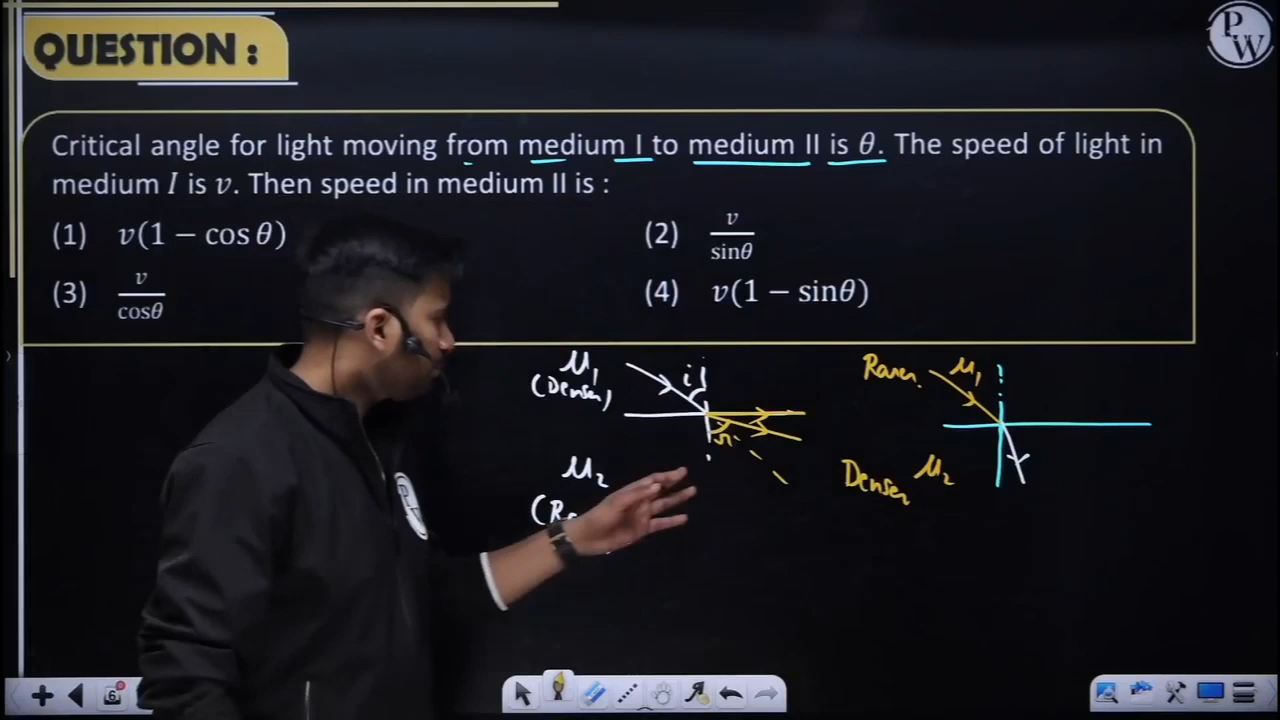 QUESTION :
P
W
Critical angle for light moving from medium I to medium II is θ. The speed of light in
medium I is v. Then speed in medium II is :
(1) v(1 − cos θ)
(2) v/sinθ
(3) v/cosθ
(4) v(1 − sinθ)
μ₁
(Denser)
i
r
μ₂
(Ra
Rarer
μ₁
Denser μ₂